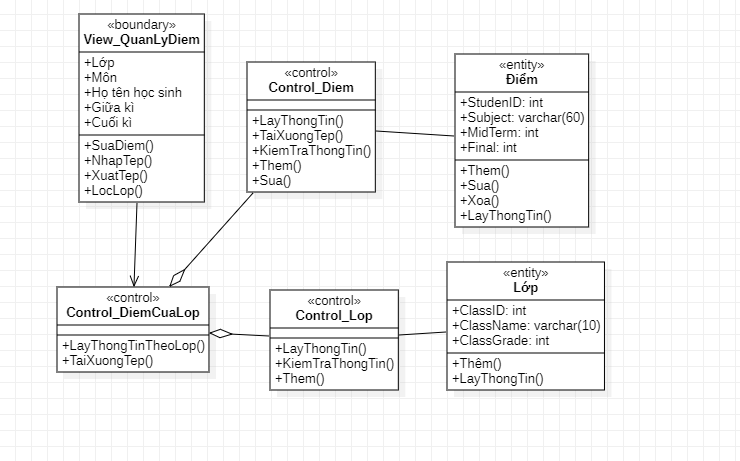 «boundary»
View_QuanLyDiem
+Lớp
+Môn
+Họ tên học sinh
+Giữa kì
+Cuối kì
+SuaDiem()
+NhapTep()
+XuatTep()
+LocLop()
«control»
Control_Diem
+LayThongTin()
+TaiXuongTep()
+KiemTraThongTin()
+Them()
+Sua()
«entity»
Điểm
+StudenID: int
+Subject: varchar(60)
+MidTerm: int
+Final: int
+Them()
+Sua()
+Xoa()
+LayThongTin()
«control»
Control_DiemCuaLop
+LayThongTinTheoLop()
+TaiXuongTep()
«control»
Control_Lop
+LayThongTin()
+KiemTraThongTin()
+Them()
«entity»
Lớp
+ClassID: int
+ClassName: varchar(10)
+ClassGrade: int
+Thêm()
+LayThongTin()